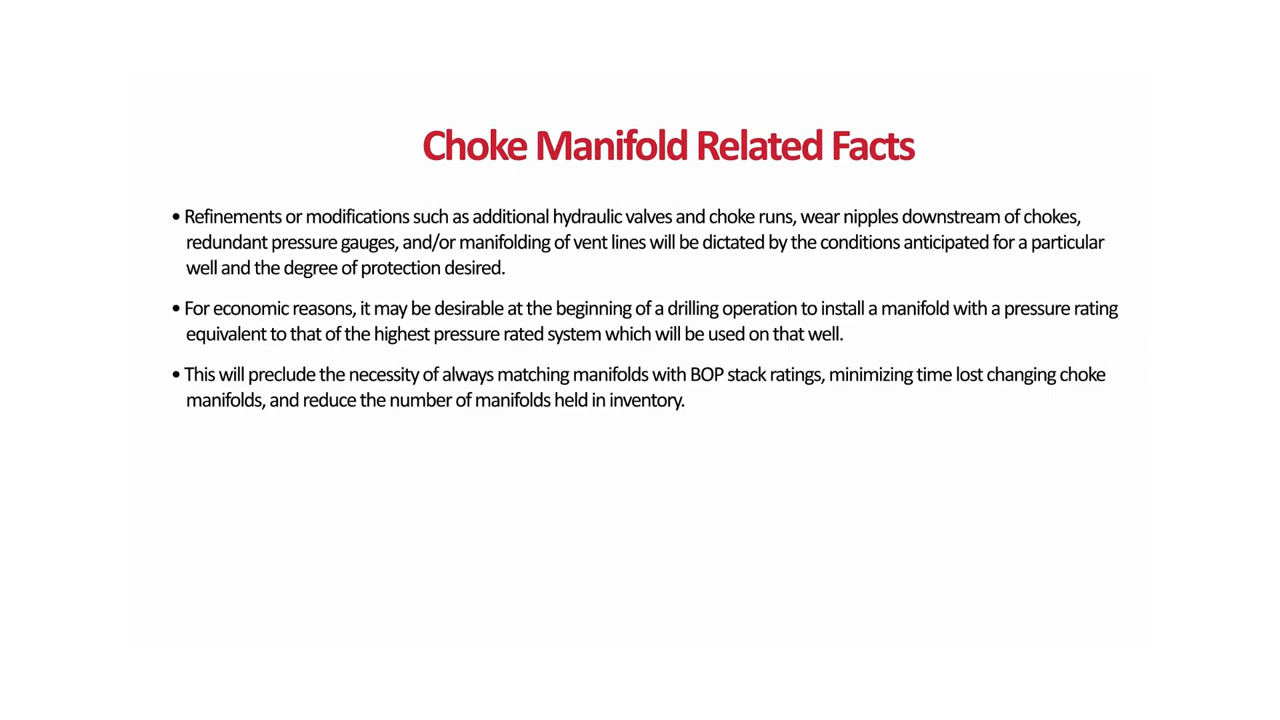 Choke Manifold Related Facts
• Refinements or modifications such as additional hydraulic valves and choke runs, wear nipples downstream of chokes,
redundant pressure gauges, and/or manifolding of vent lines will be dictated by the conditions anticipated for a particular
well and the degree of protection desired.
• For economic reasons, it may be desirable at the beginning of a drilling operation to install a manifold with a pressure rating
equivalent to that of the highest pressure rated system which will be used on that well.
• This will preclude the necessity of always matching manifolds with BOP stack ratings, minimizing time lost changing choke
manifolds, and reduce the number of manifolds held in inventory.